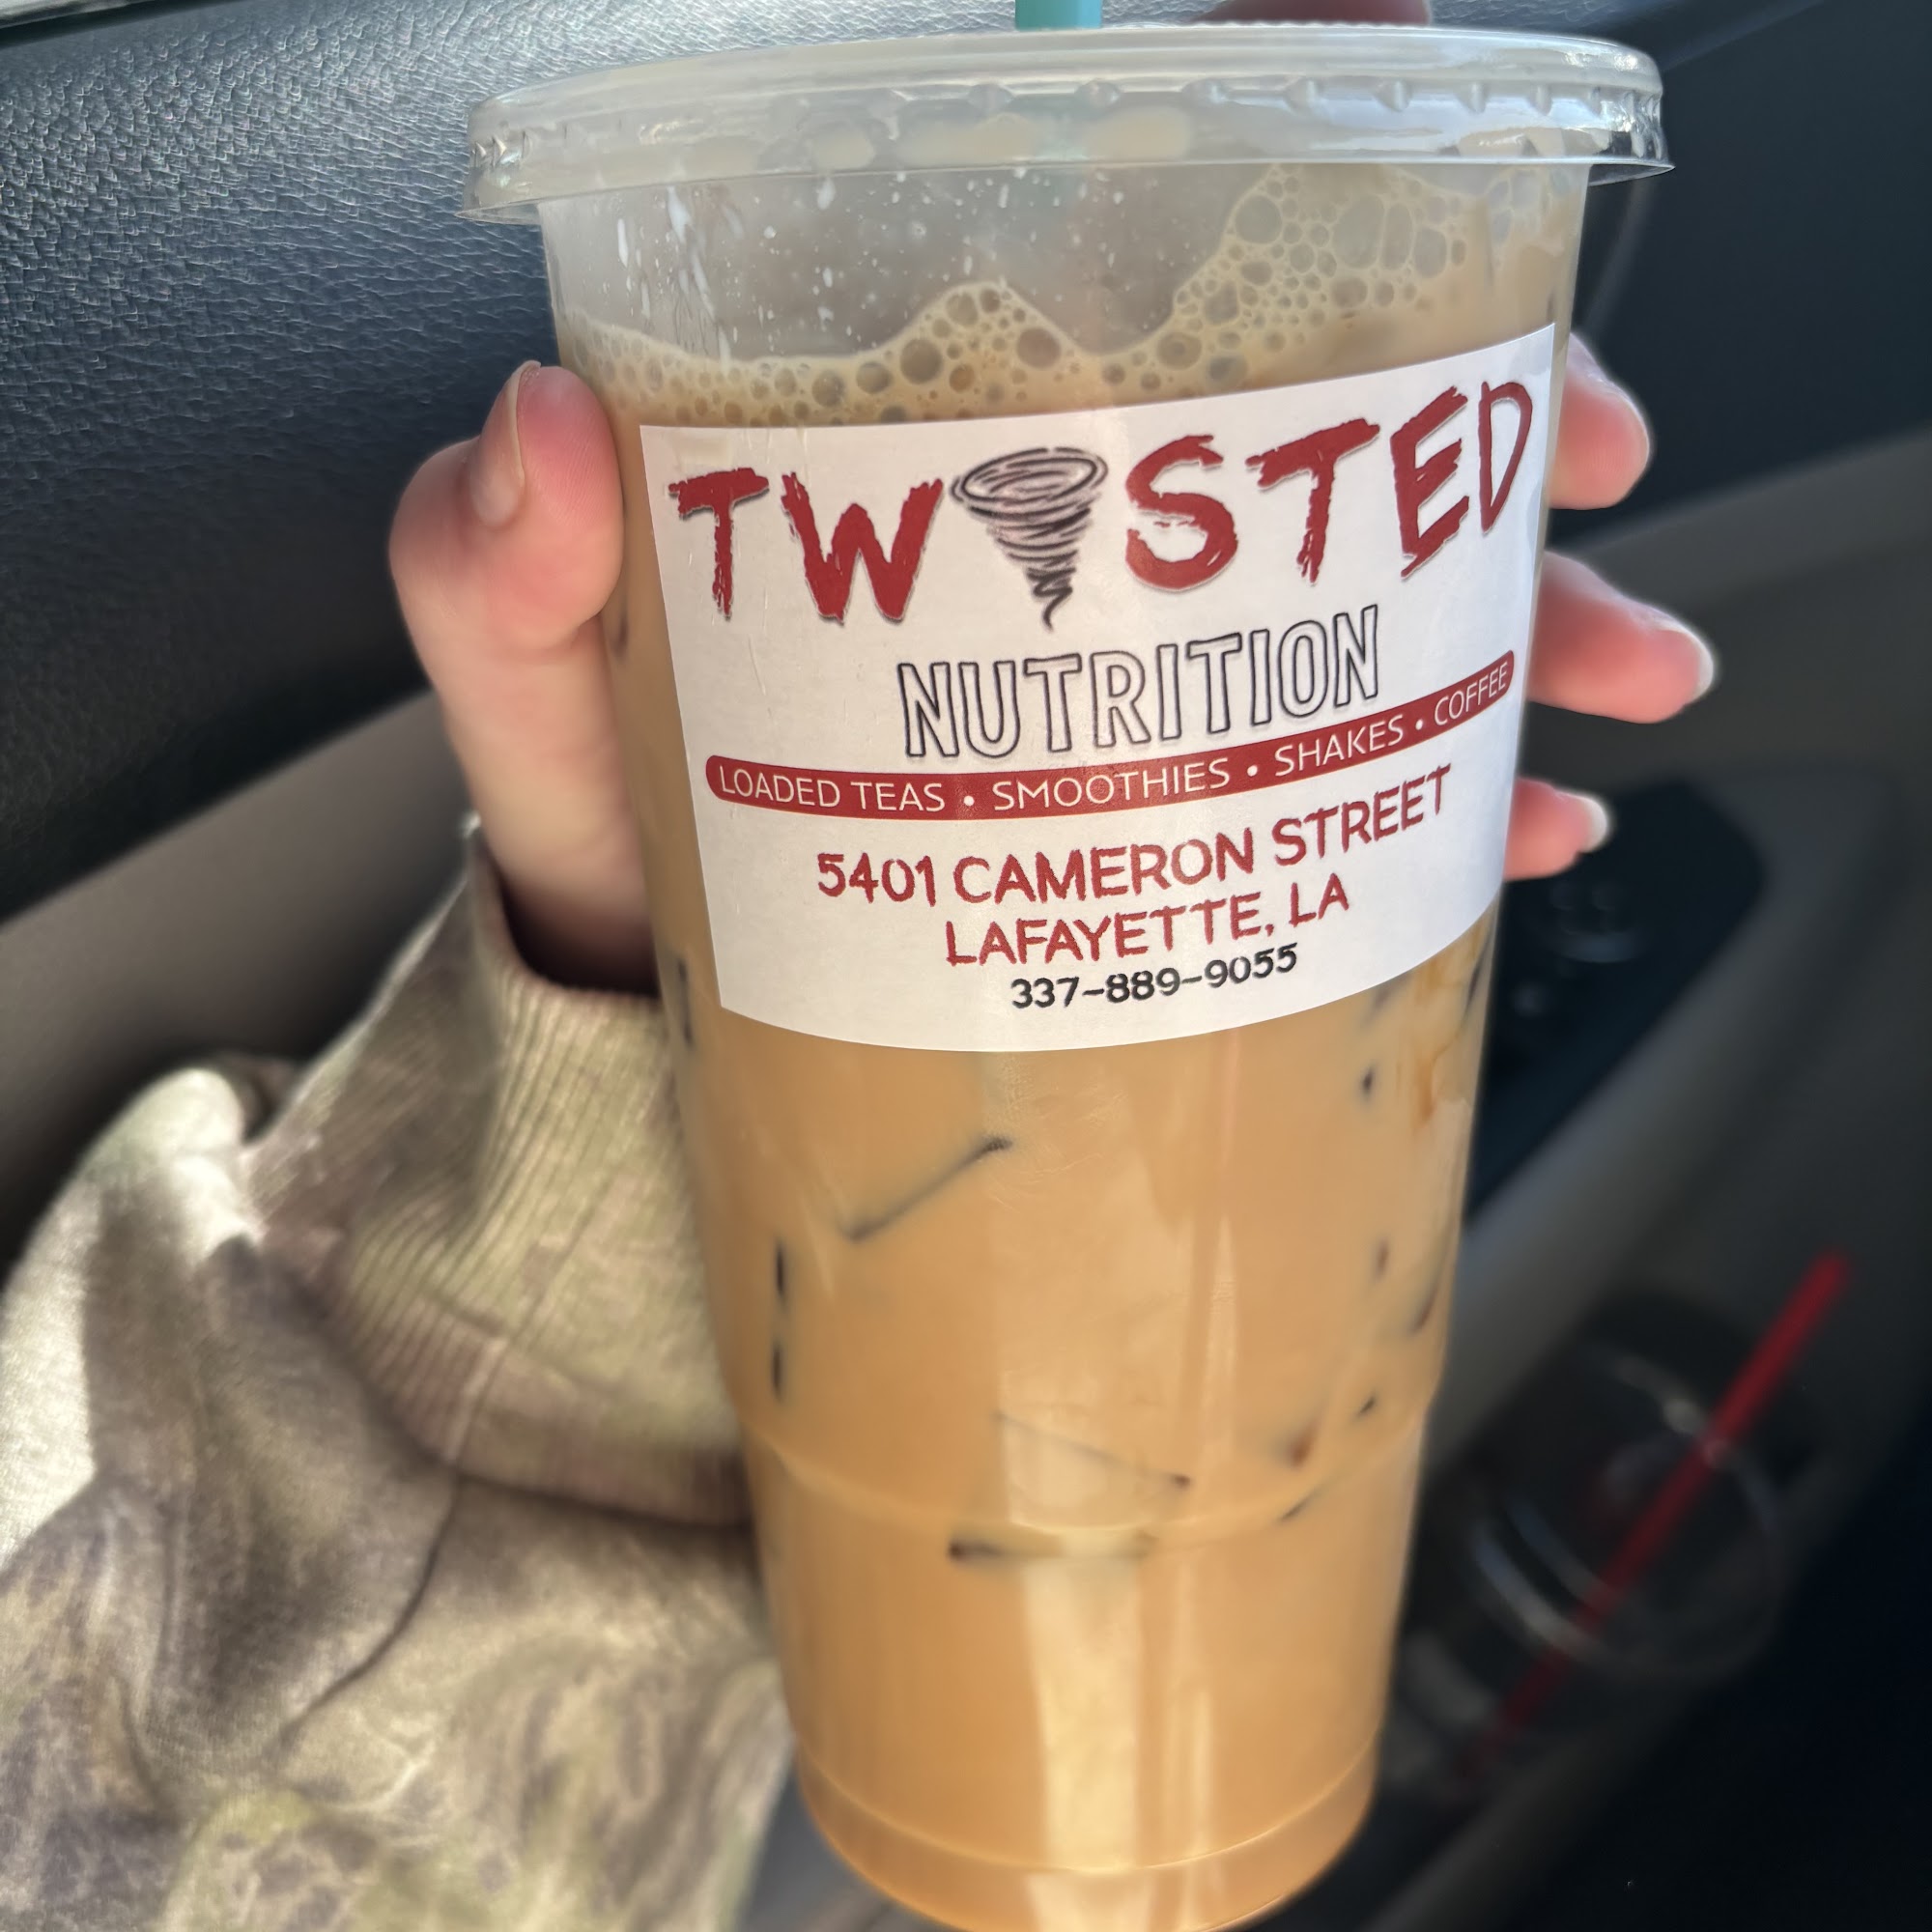 TWISTED
NUTRITION
LOADED TEAS • SMOOTHIES • SHAKES • COFFEE
5401 CAMERON STREET
LAFAYETTE, LA
337-889-9055